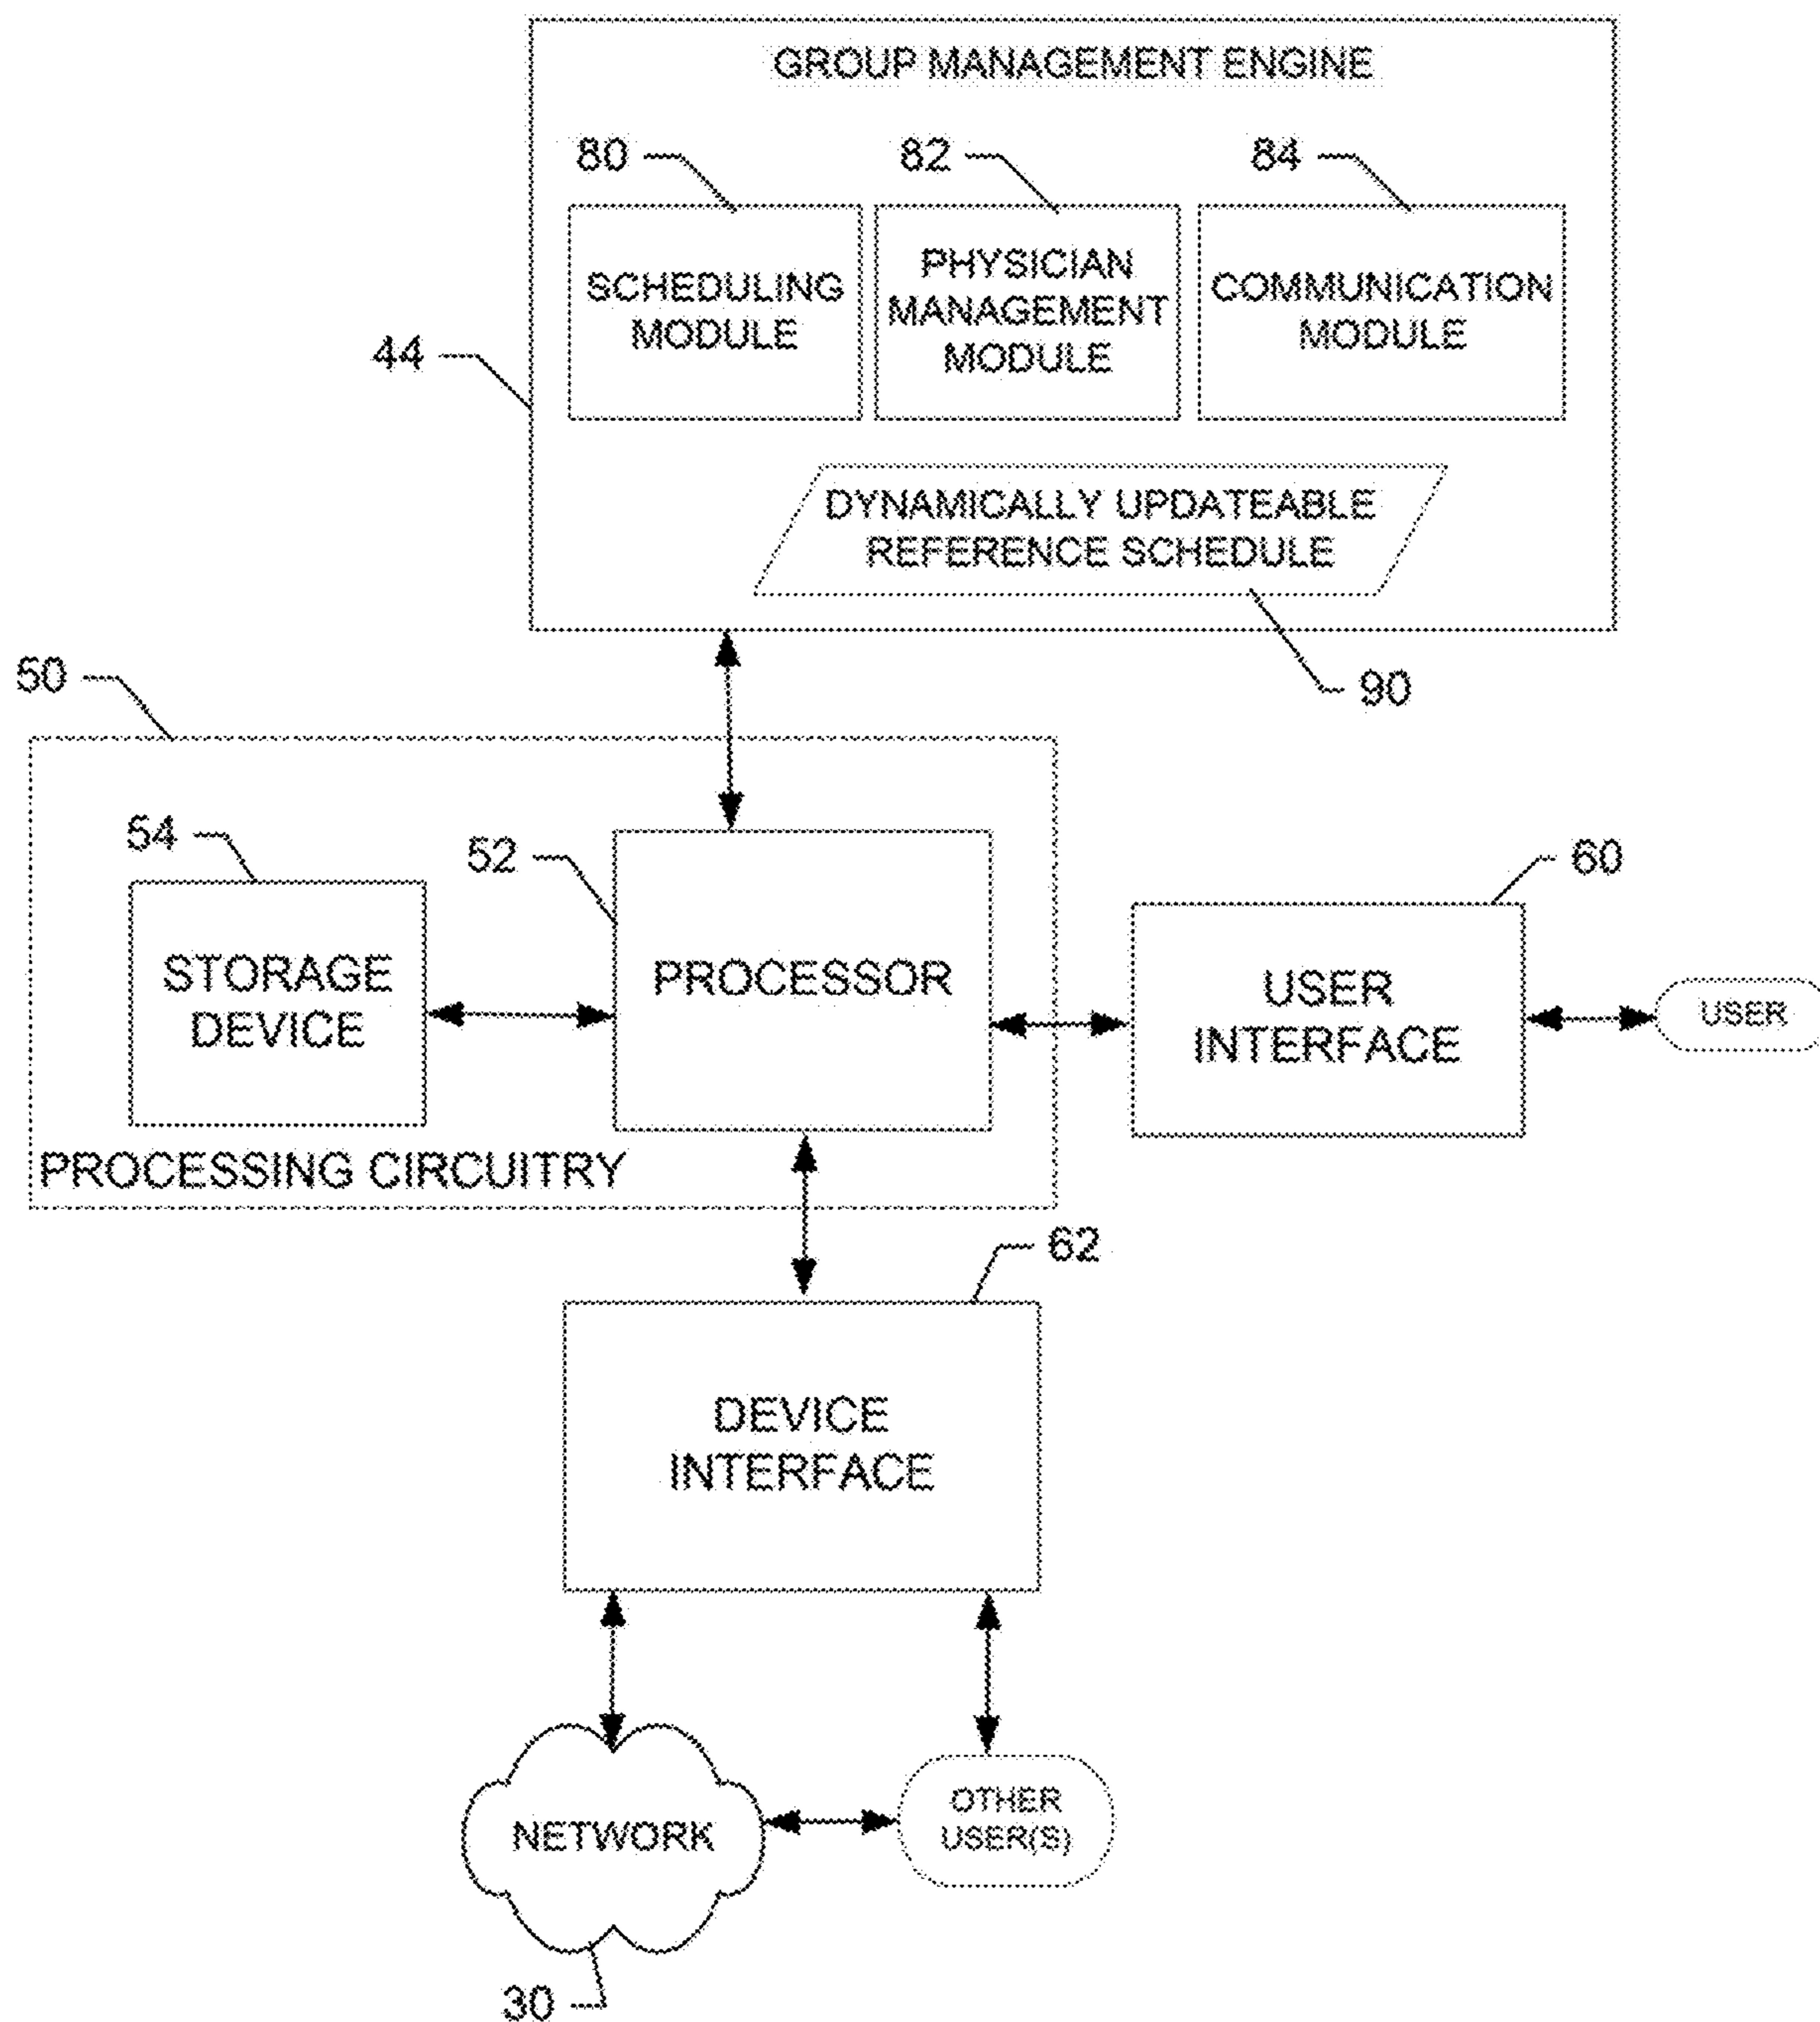 GROUP MANAGEMENT ENGINE
80
82
84
SCHEDULING
MODULE
PHYSICIAN
MANAGEMENT
MODULE
COMMUNICATION
MODULE
44
DYNAMICALLY UPDATEABLE
REFERENCE SCHEDULE
90
50
54
52
60
STORAGE
DEVICE
PROCESSOR
USER
INTERFACE
USER
PROCESSING CIRCUITRY
62
DEVICE
INTERFACE
NETWORK
OTHER
USER(S)
30